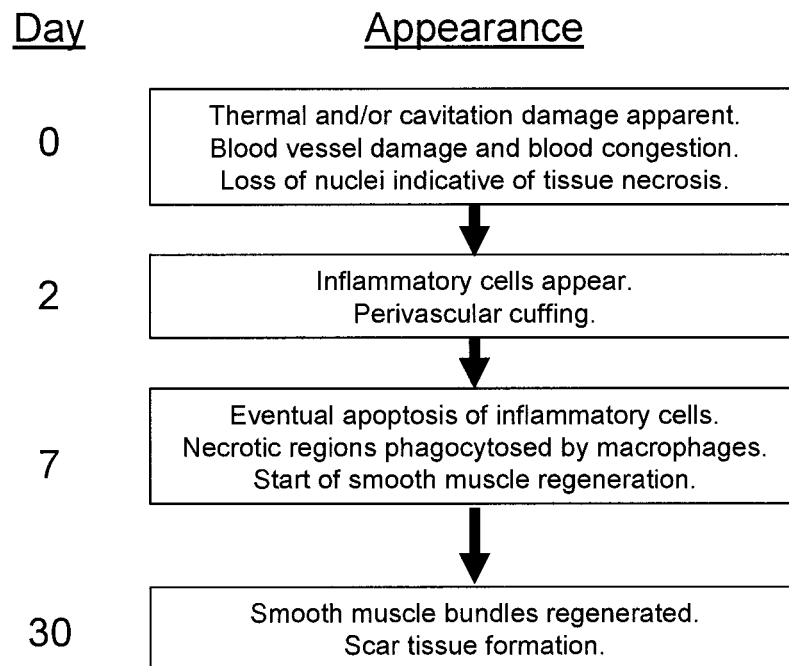 Day Appearance
0
Thermal and/or cavitation damage apparent.
Blood vessel damage and blood congestion.
Loss of nuclei indicative of tissue necrosis.
2
Inflammatory cells appear.
Perivascular cuffing.
7
Eventual apoptosis of inflammatory cells.
Necrotic regions phagocytosed by macrophages.
Start of smooth muscle regeneration.
30
Smooth muscle bundles regenerated.
Scar tissue formation.